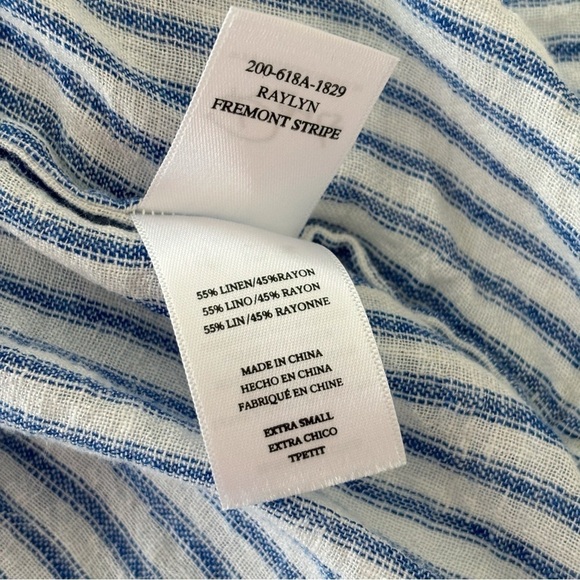 200-618A-1829
RAYLYN
FREMONT STRIPE
55% LINEN/45%RAYON
55% LINO/45% RAYON
55% LIN/45% RAYONNE
MADE IN CHINA
HECHO EN CHINA
FABRIQUÉ EN CHINE
EXTRA SMALL
EXTRA CHICO
TPETIT